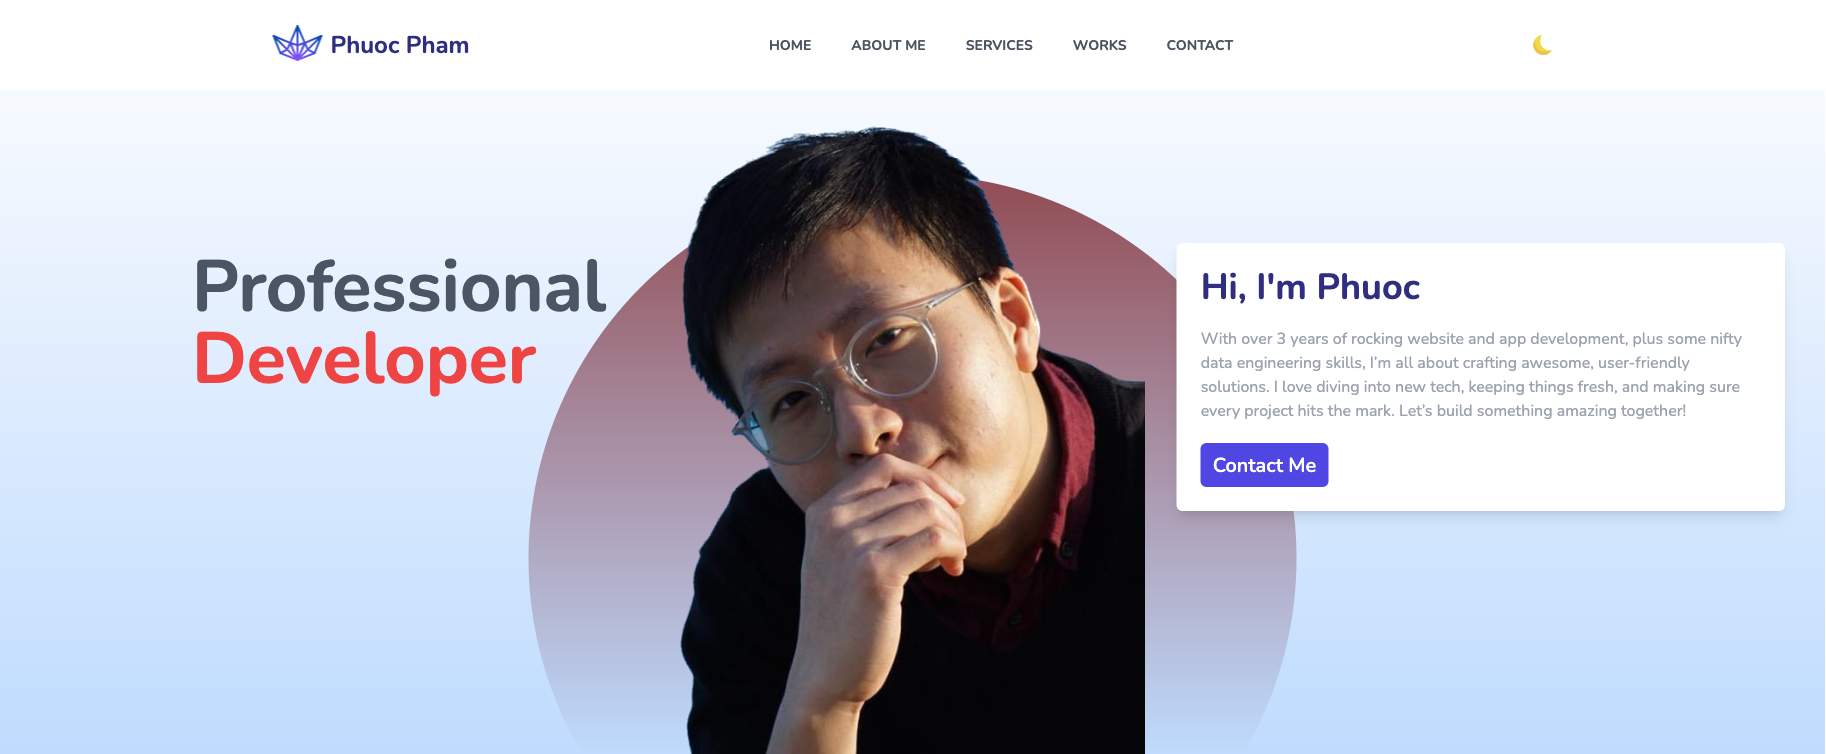 Phuoc Pham
HOME ABOUT ME SERVICES WORKS CONTACT
Professional
Developer
Hi, I'm Phuoc
With over 3 years of rocking website and app development, plus some nifty
data engineering skills, I’m all about crafting awesome, user-friendly
solutions. I love diving into new tech, keeping things fresh, and making sure
every project hits the mark. Let’s build something amazing together!
Contact Me